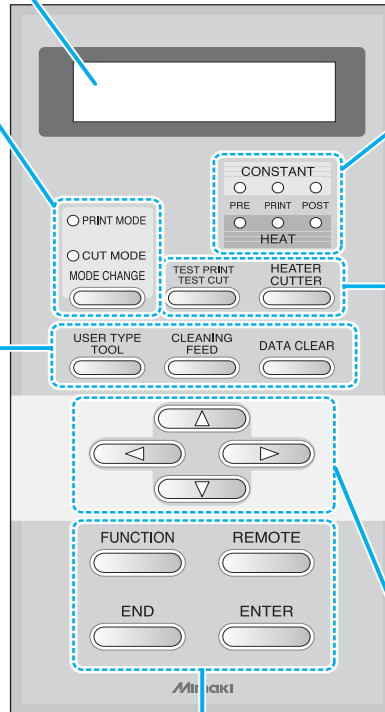 CONSTANT
PRE PRINT POST
HEAT
PRINT MODE
CUT MODE
MODE CHANGE
TEST PRINT
TEST CUT
HEATER
CUTTER
USER TYPE
TOOL
CLEANING
FEED
DATA CLEAR
FUNCTION
REMOTE
END
ENTER
Mimaki